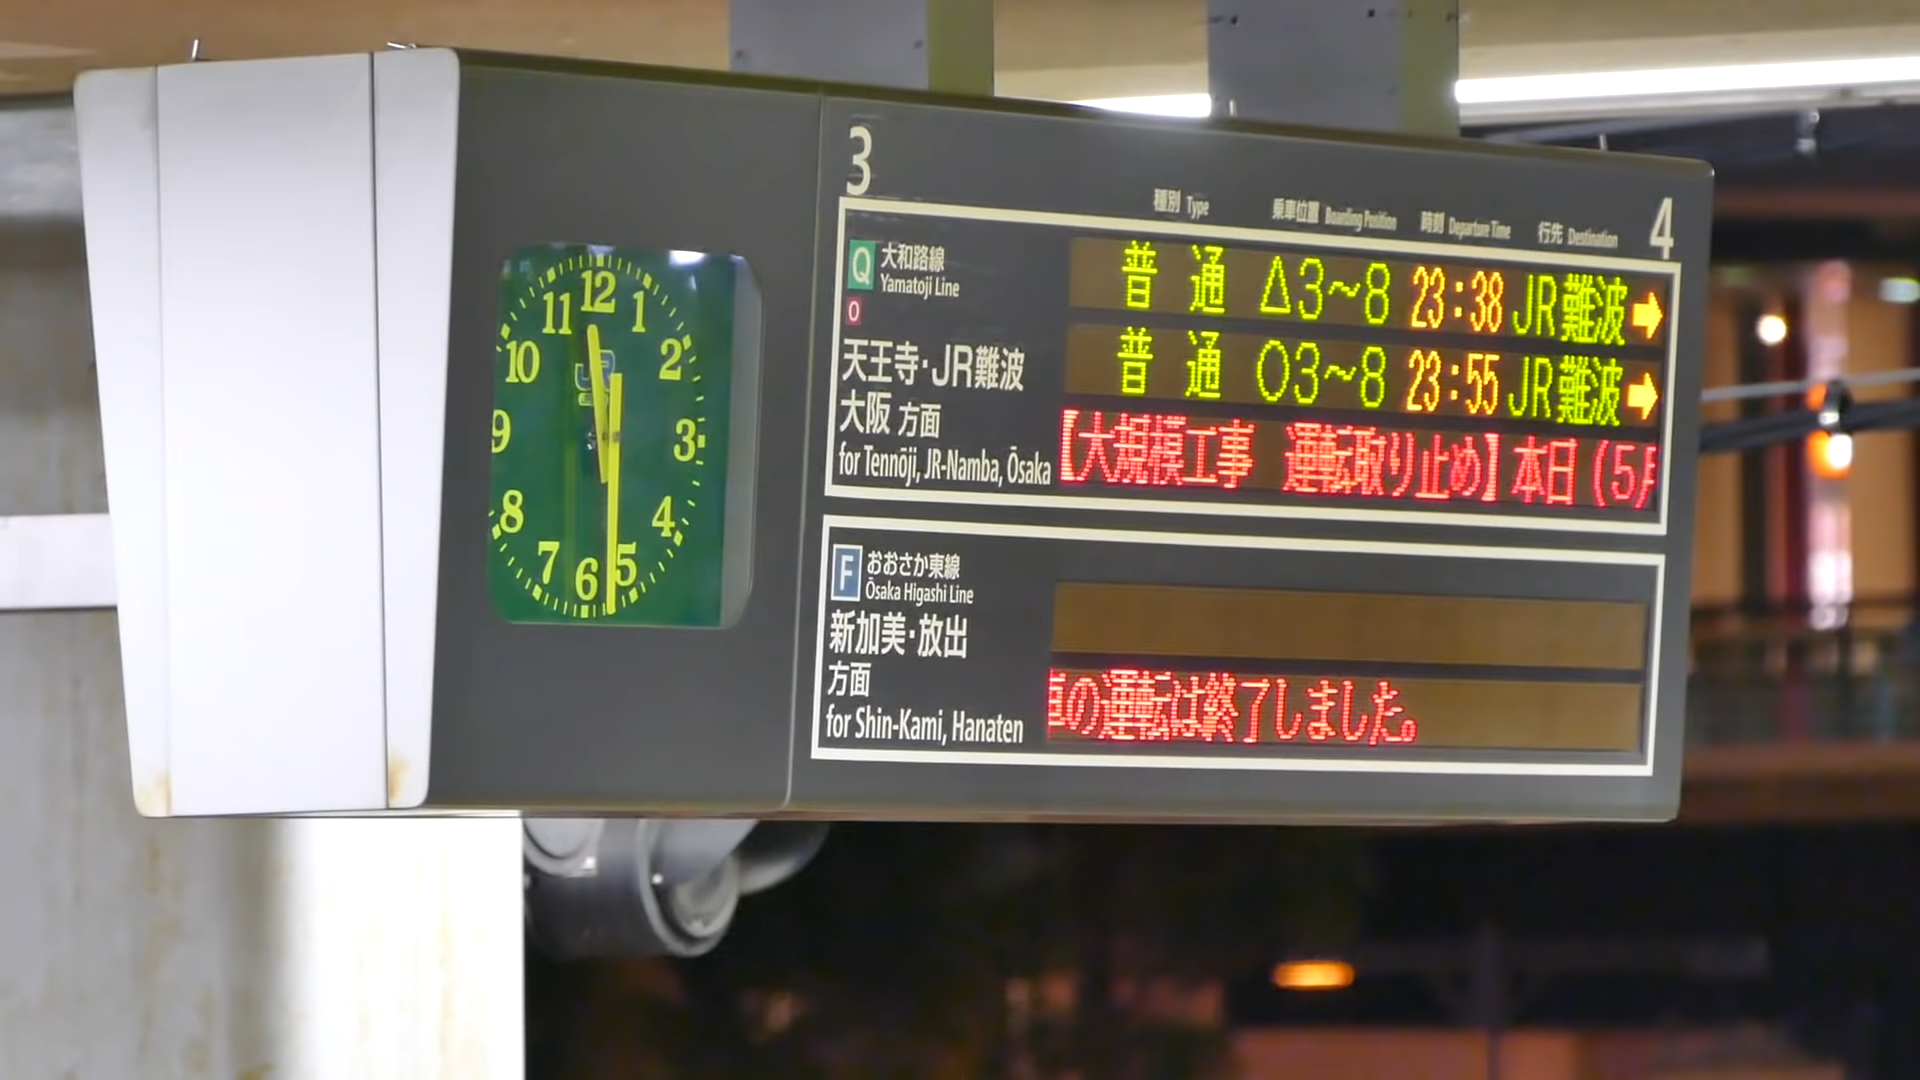 3
4
種別 Type 乗車位置 Boarding Position 時刻 Departure Time 行先 Destination
Q 大和路線
Yamatoji Line
O
天王寺・JR難波
大阪 方面
for Tennōji, JR-Namba, Ōsaka
普通 △3~8 23:38 JR難波 ➡
普通 ○3~8 23:55 JR難波 ➡
【大規模工事 運転取り止め】本日(5月
F おおさか東線
Ōsaka Higashi Line
新加美・放出
方面
for Shin-Kami, Hanaten
車の運転は終了しました。
12
1
2
3
4
5
6
7
8
9
10
11
JR